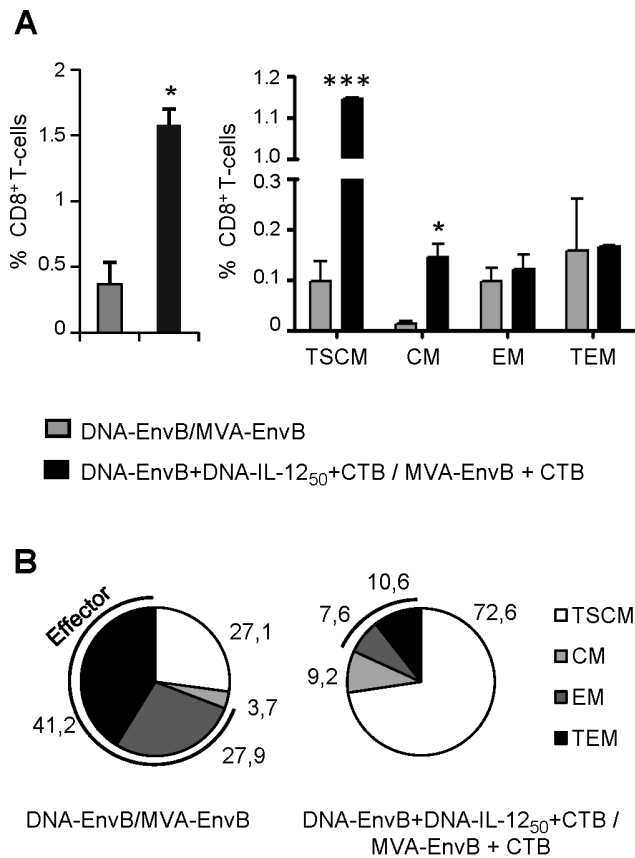 A
% CD8+ T-cells
2
1.5
1
0.5
0
*
% CD8+ T-cells
1.2
1.1
1.0
0.3
0.2
0.1
0
***
*
TSCM CM EM TEM
DNA-EnvB/MVA-EnvB
DNA-EnvB+DNA-IL-1250+CTB / MVA-EnvB + CTB
B
Effector
27,1
3,7
27,9
41,2
DNA-EnvB/MVA-EnvB
10,6
7,6
72,6
9,2
DNA-EnvB+DNA-IL-1250+CTB /
MVA-EnvB + CTB
TSCM
CM
EM
TEM